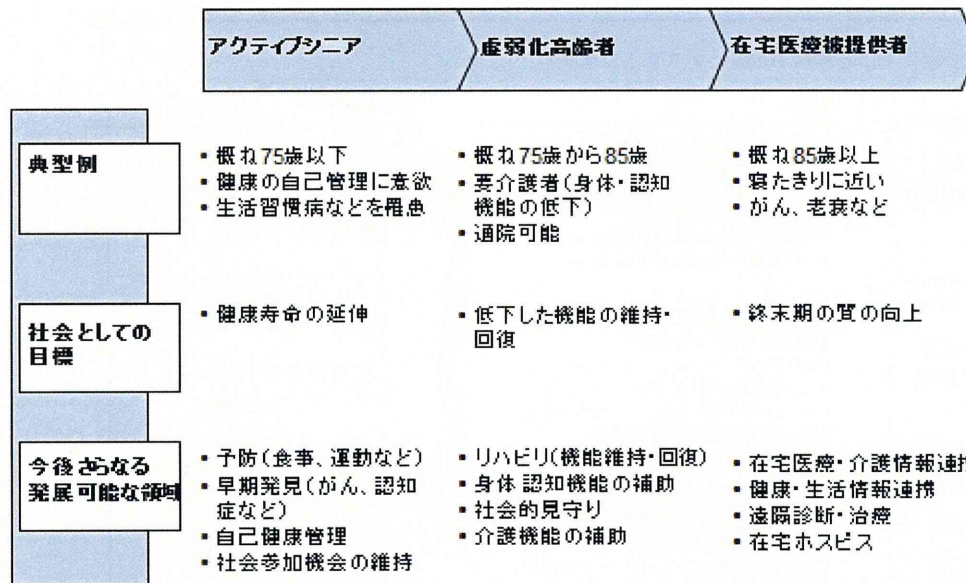 アクティブシニア
虚弱化高齢者
在宅医療被提供者
典型例
▪ 概ね75歳以下
▪ 健康の自己管理に意欲
▪ 生活習慣病などを罹患
▪ 概ね75歳から85歳
▪ 要介護者(身体・認知
機能の低下)
▪ 通院可能
▪ 概ね85歳以上
▪ 寝たきりに近い
▪ がん、老衰など
社会としての
目標
▪ 健康寿命の延伸
▪ 低下した機能の維持・
回復
▪ 終末期の質の向上
今後さらなる
発展可能な領域
▪ 予防(食事、運動など)
▪ 早期発見(がん、認知
症など)
▪ 自己健康管理
▪ 社会参加機会の維持
▪ リハビリ(機能維持・回復)
▪ 身体認知機能の補助
▪ 社会的見守り
▪ 介護機能の補助
▪ 在宅医療・介護情報連携
▪ 健康・生活情報連携
▪ 遠隔診断・治療
▪ 在宅ホスピス